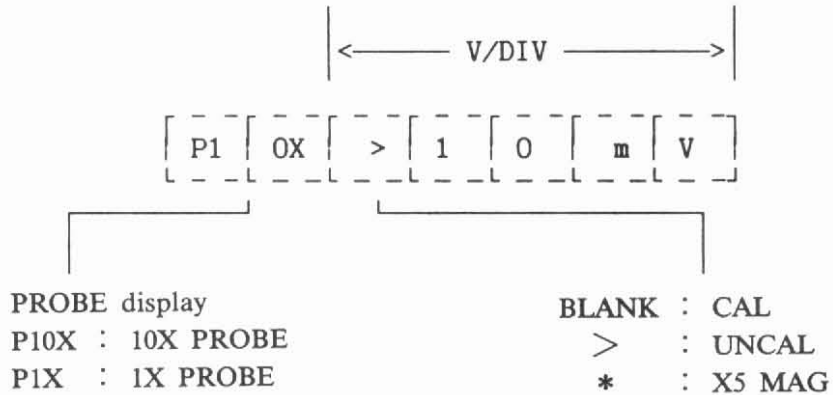 V/DIV
P1 0X > 1 0 m V
PROBE display
P10X : 10X PROBE
P1X : 1X PROBE
BLANK : CAL
> : UNCAL
* : X5 MAG